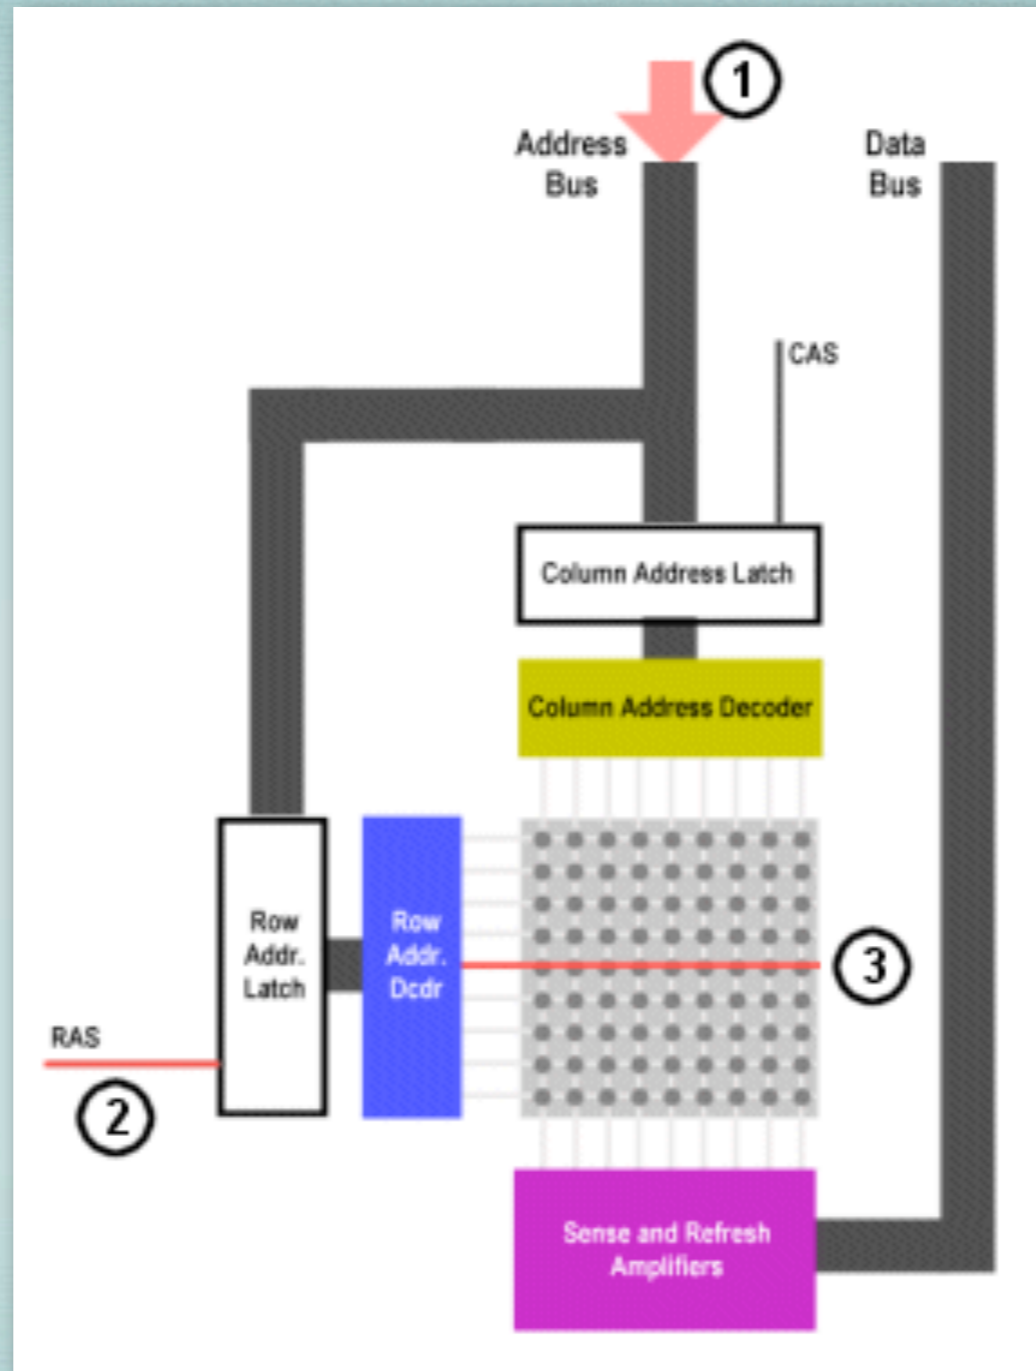 1
Address
Bus
Data
Bus
CAS
Column Address Latch
Column Address Decoder
Row
Addr.
Latch
Row
Addr.
Dcdr
3
RAS
2
Sense and Refresh
Amplifiers